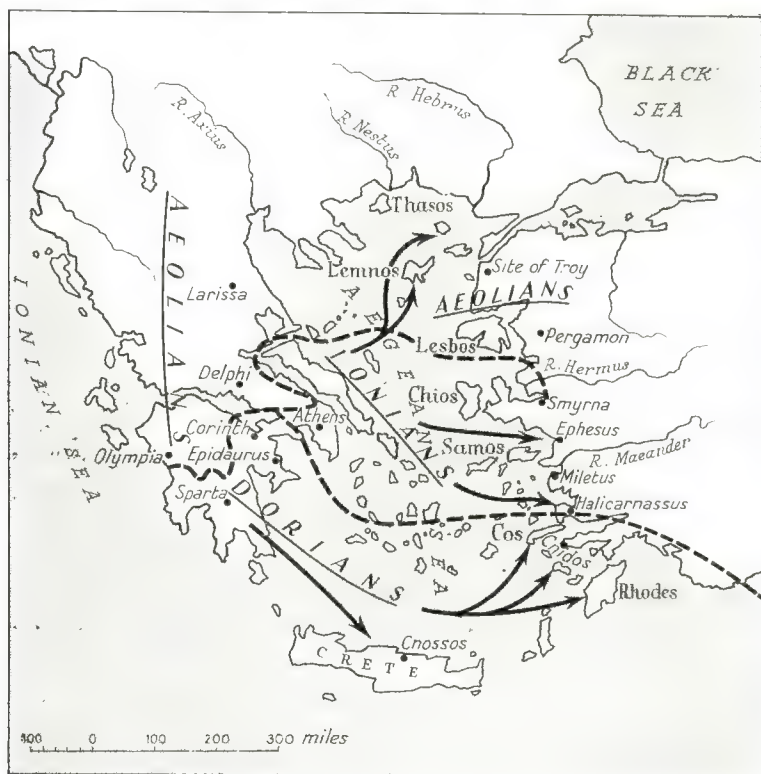 BLACK
SEA
R. Axius
R. Hebrus
R. Nestus
Thasos
AEOLIANS
Lemnos
Site of Troy
AEOLIANS
Larissa
IONIAN SEA
AEGEAN
SEA
Pergamon
Lesbos
R. Hermus
Delphi
IONIANS
Chios
Smyrna
Corinth
Athens
Ephesus
Olympia
Epidaurus
Samos
R. Maeander
Miletus
Sparta
Halicarnassus
DORIANS
Cos
Cnidos
Rhodes
Cnossos
CRETE
100 0 100 200 300 miles